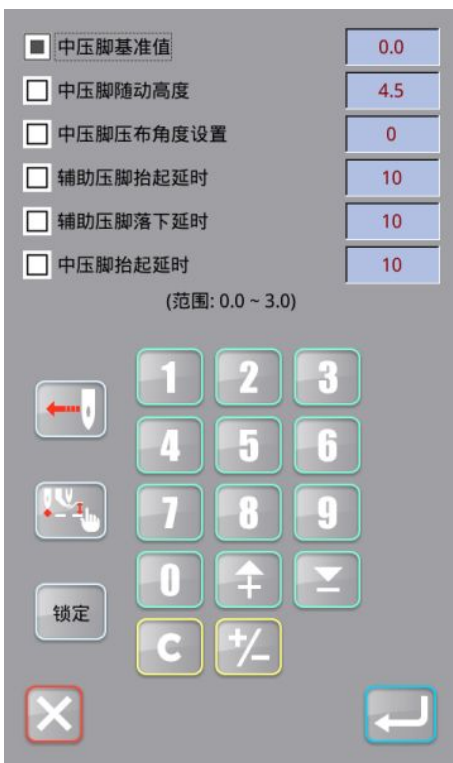 中压脚基准值 0.0
中压脚随动高度 4.5
中压脚压布角度设置 0
辅助压脚抬起延时 10
辅助压脚落下延时 10
中压脚抬起延时 10
(范围: 0.0 ~ 3.0)
1 2 3
4 5 6
7 8 9
0
锁定
C +/-